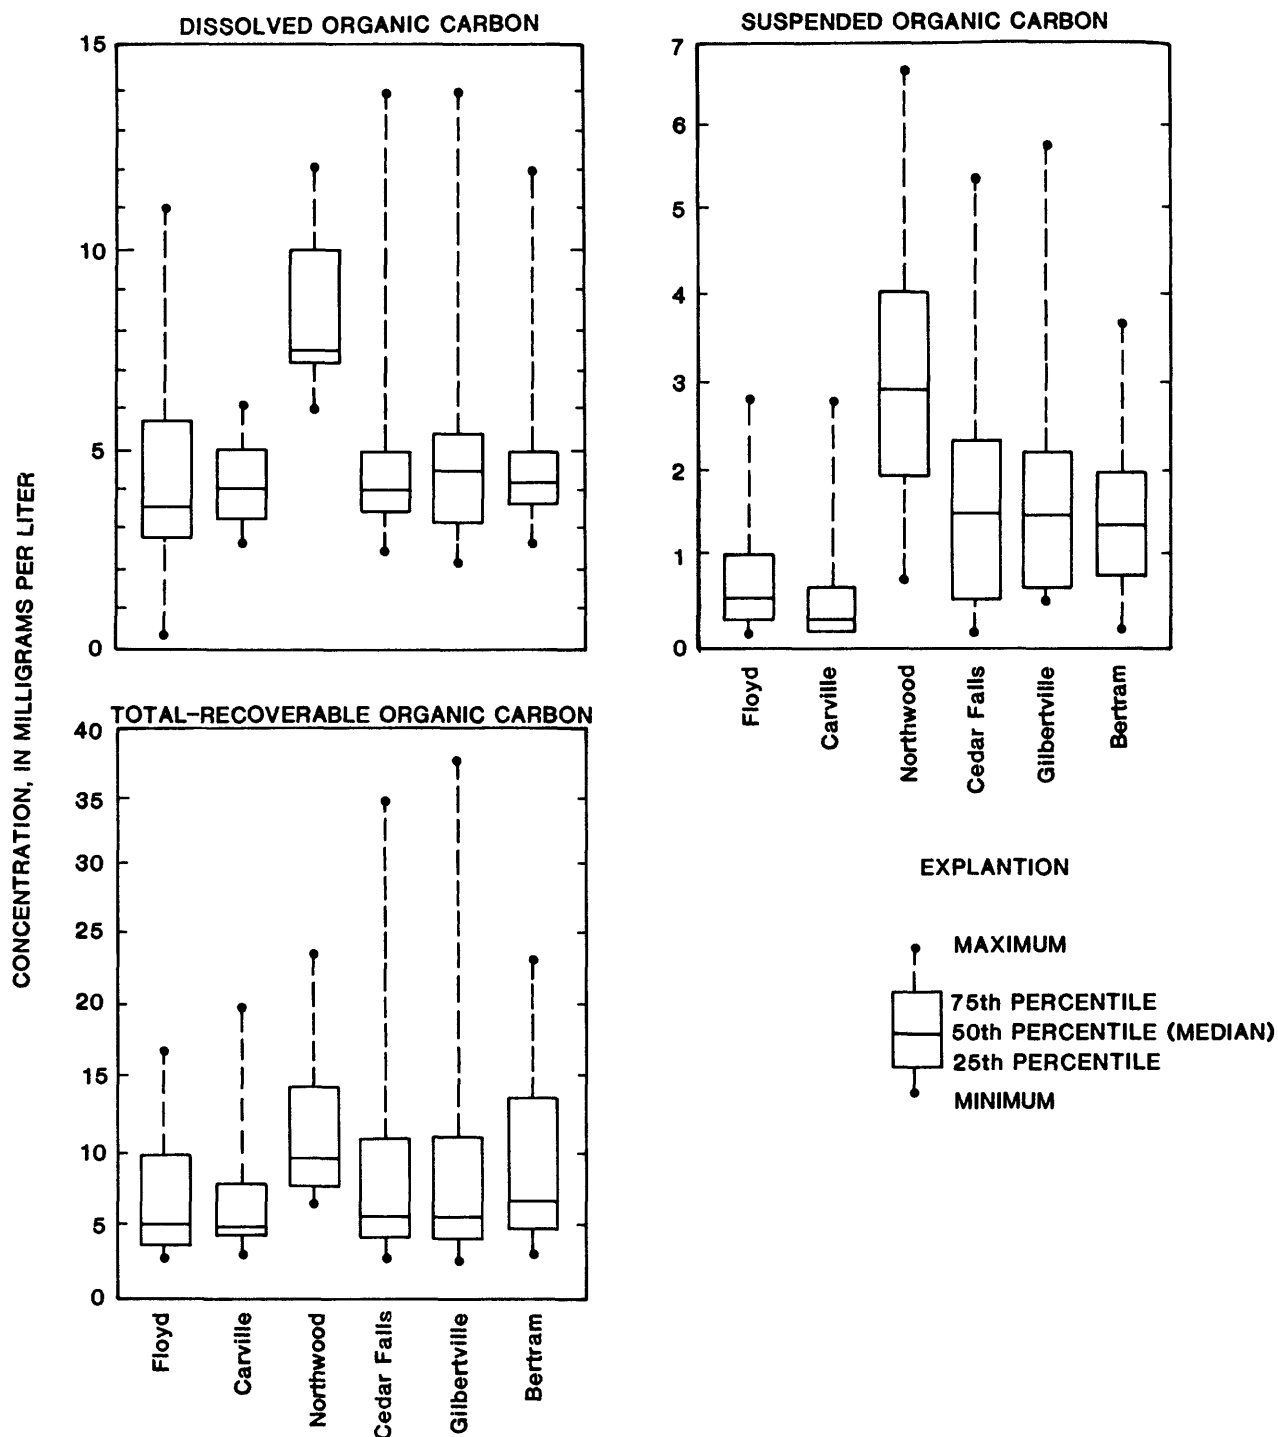 DISSOLVED ORGANIC CARBON
15
10
5
0
SUSPENDED ORGANIC CARBON
7
6
5
4
3
2
1
0
Floyd
Carville
Northwood
Cedar Falls
Gilbertville
Bertram
CONCENTRATION, IN MILLIGRAMS PER LITER
TOTAL-RECOVERABLE ORGANIC CARBON
40
35
30
25
20
15
10
5
0
Floyd
Carville
Northwood
Cedar Falls
Gilbertville
Bertram
EXPLANTION
MAXIMUM
75th PERCENTILE
50th PERCENTILE (MEDIAN)
25th PERCENTILE
MINIMUM